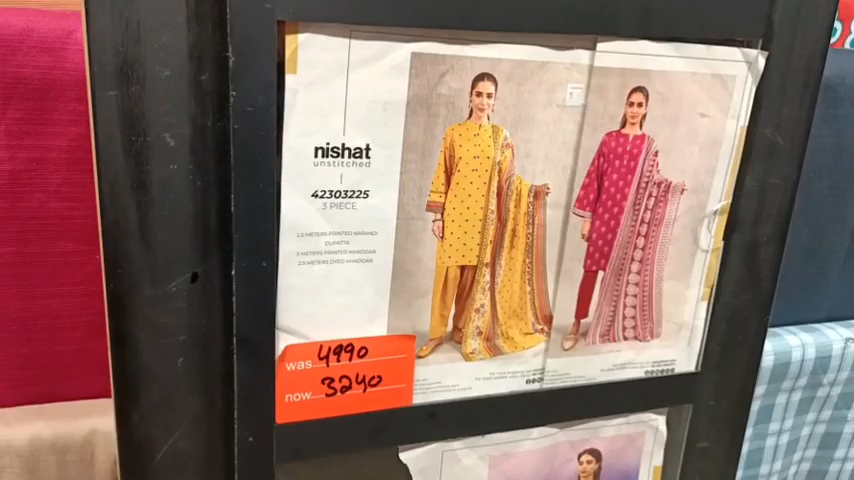 nishat
unstitched
42303225
3 PIECE
2.5 METERS PRINTED KARANDI
DUPATTA
3 METERS PRINTED KHADDAR
2.5 METERS DYED KHADDAR
was 4990
now 3240